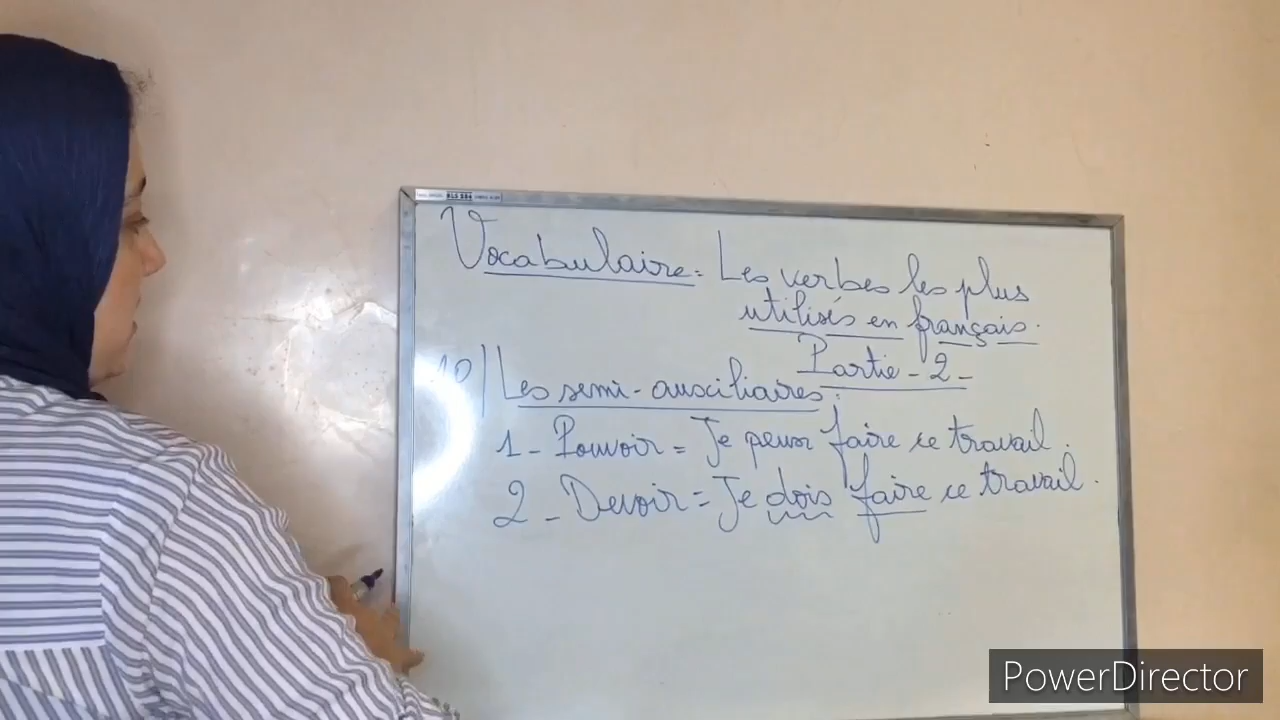 Vocabulaire : Les verbes les plus
utilisés en français.
Partie - 2 -
10/ Les semi-auxiliaires :
1 - Pouvoir = Je peux faire ce travail.
2 - Devoir = Je dois faire ce travail.
PowerDirector